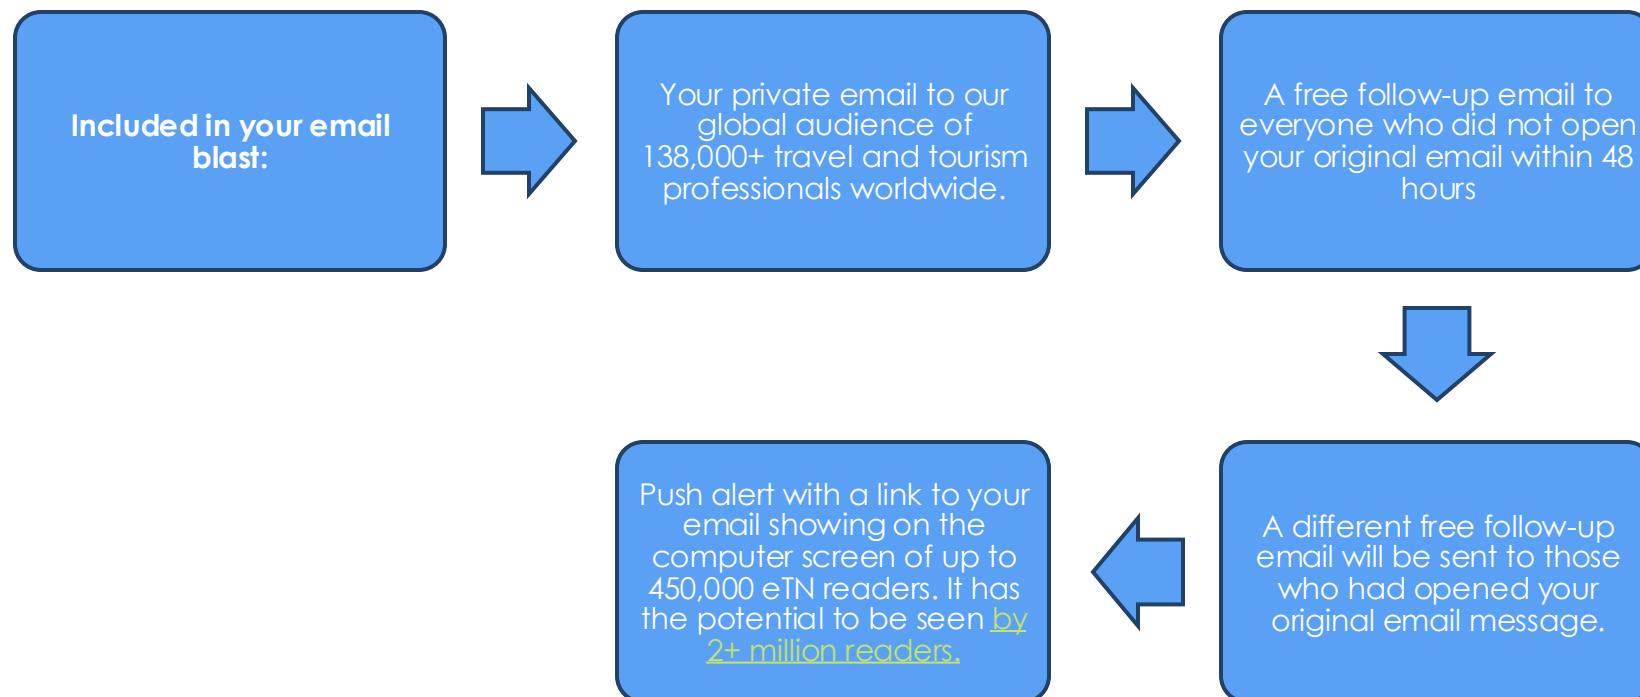 Included in your email
blast:
Your private email to our
global audience of
138,000+ travel and tourism
professionals worldwide.
A free follow-up email to
everyone who did not open
your original email within 48
hours
A different free follow-up
email will be sent to those
who had opened your
original email message.
Push alert with a link to your
email showing on the
computer screen of up to
450,000 eTN readers. It has
the potential to be seen by
2+ million readers.